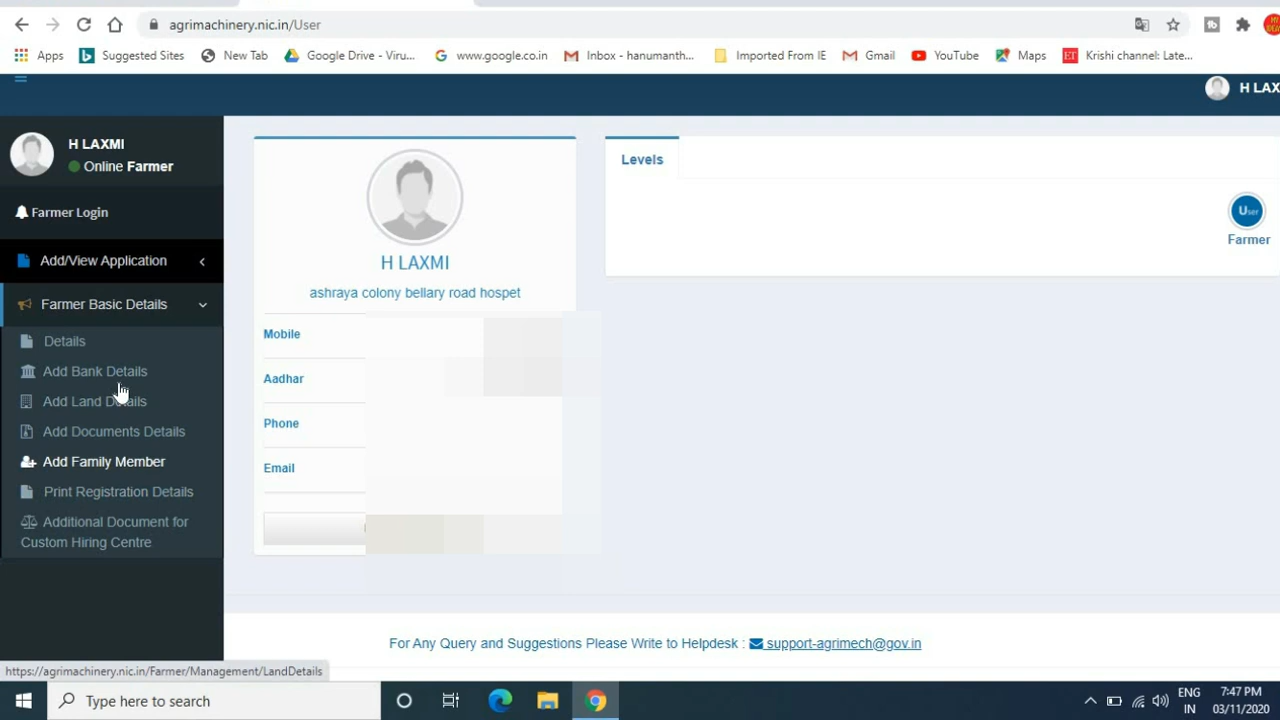 agrimachinery.nic.in/User
Apps
Suggested Sites
New Tab
Google Drive - Viru...
www.google.co.in
Inbox - hanumanth...
Imported From IE
Gmail
YouTube
Maps
ET
Krishi channel: Late...
H LAX
H LAXMI
Online Farmer
Farmer Login
Add/View Application
Farmer Basic Details
Details
Add Bank Details
Add Land Details
Add Documents Details
Add Family Member
Print Registration Details
Additional Document for
Custom Hiring Centre
H LAXMI
ashraya colony bellary road hospet
Mobile
Aadhar
Phone
Email
Levels
User
Farmer
For Any Query and Suggestions Please Write to Helpdesk : support-agrimech@gov.in
https://agrimachinery.nic.in/Farmer/Management/LandDetails
Type here to search
ENG
IN
7:47 PM
03/11/2020